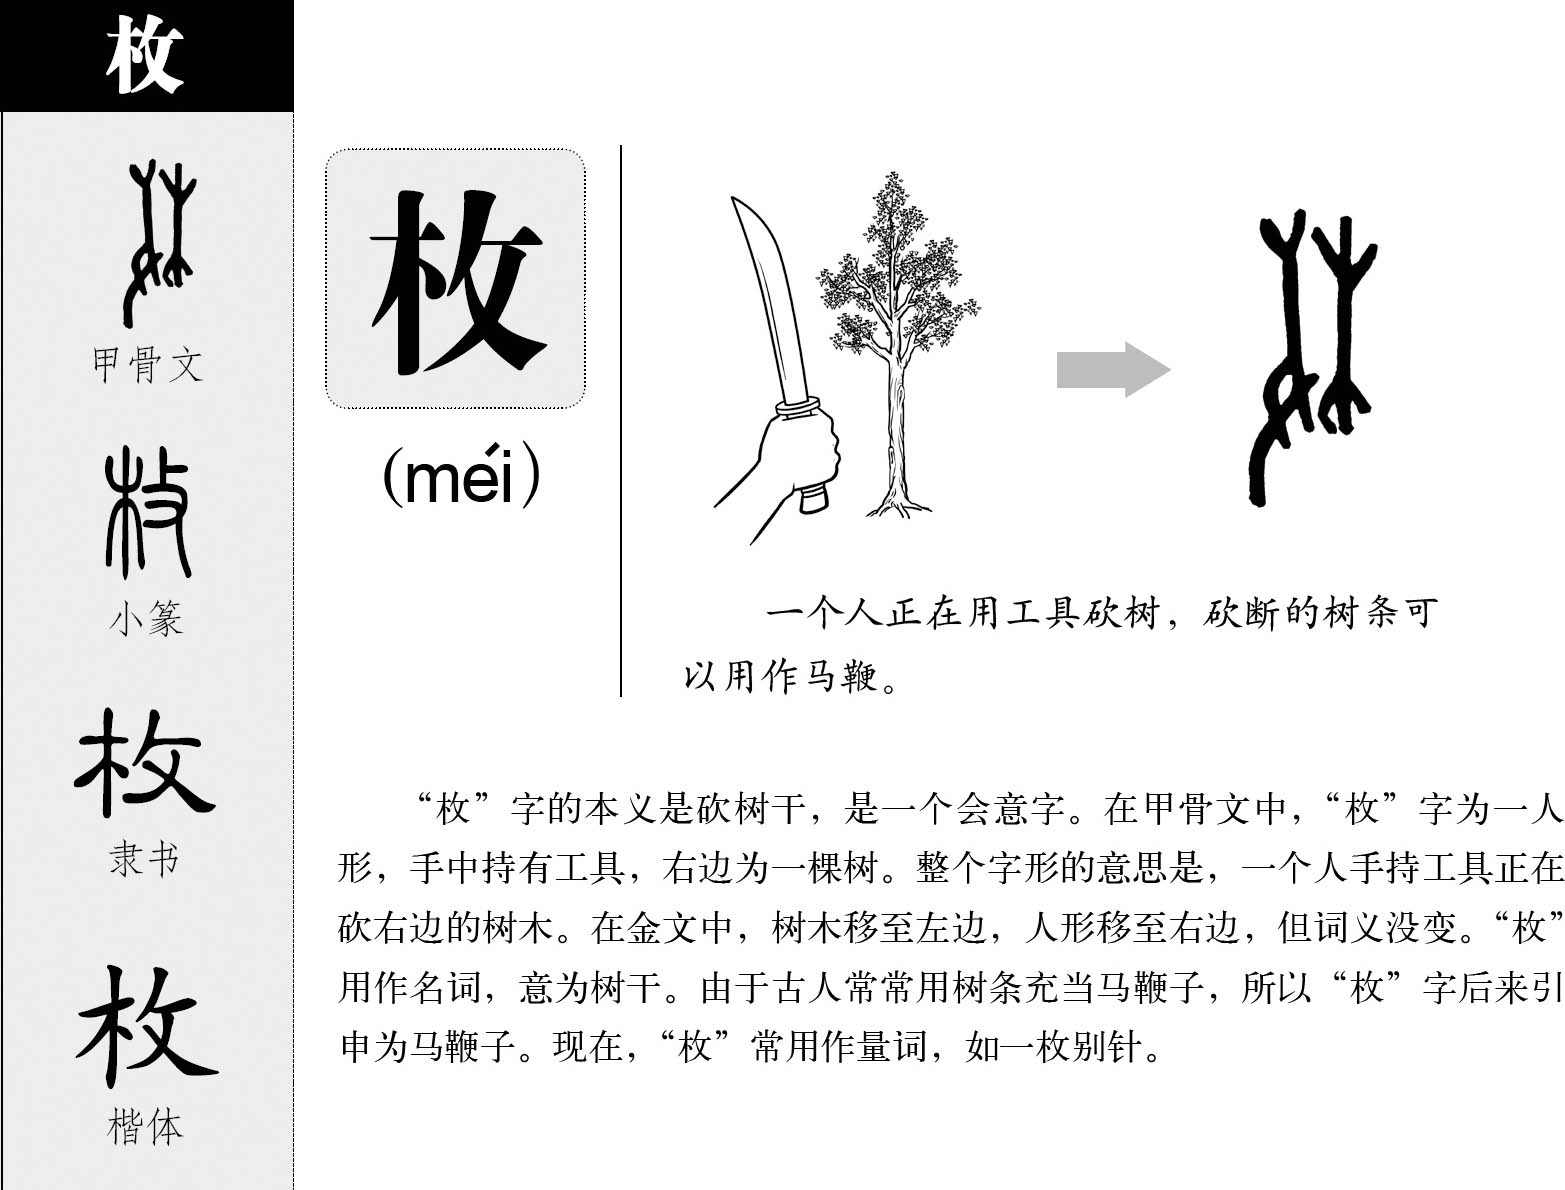 枚
甲骨文
小篆
隶书
楷体
枚
(méi)
一个人正在用工具砍树，砍断的树条可
以用作马鞭。
“枚”字的本义是砍树干，是一个会意字。在甲骨文中，“枚”字为一人
形，手中持有工具，右边为一棵树。整个字形的意思是，一个人手持工具正在
砍右边的树木。在金文中，树木移至左边，人形移至右边，但词义没变。“枚”
用作名词，意为树干。由于古人常常用树条充当马鞭子，所以“枚”字后来引
申为马鞭子。现在，“枚”常用作量词，如一枚别针。